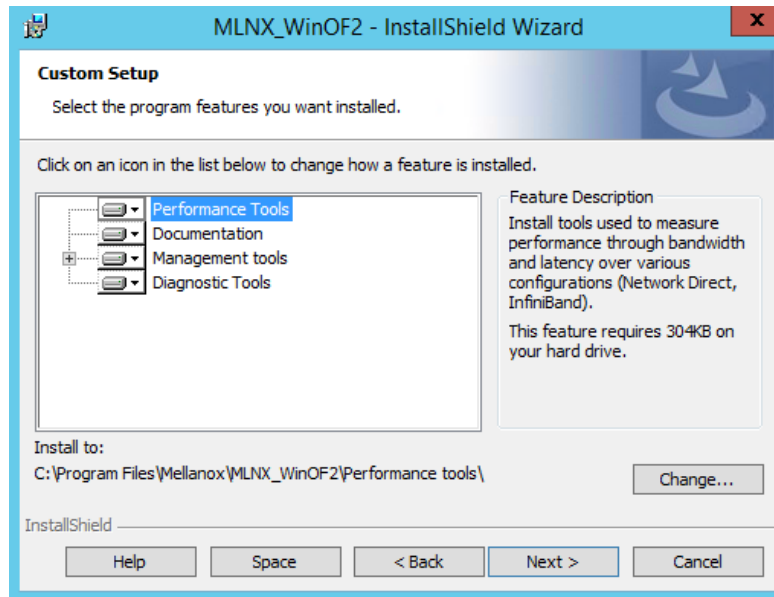 MLNX_WinOF2 - InstallShield Wizard
x
Custom Setup
Select the program features you want installed.
Click on an icon in the list below to change how a feature is installed.
Performance Tools
Documentation
Management tools
Diagnostic Tools
Feature Description
Install tools used to measure
performance through bandwidth
and latency over various
configurations (Network Direct,
InfiniBand).
This feature requires 304KB on
your hard drive.
Install to:
C:\Program Files\Mellanox\MLNX_WinOF2\Performance tools\
Change...
InstallShield
Help
Space
< Back
Next >
Cancel